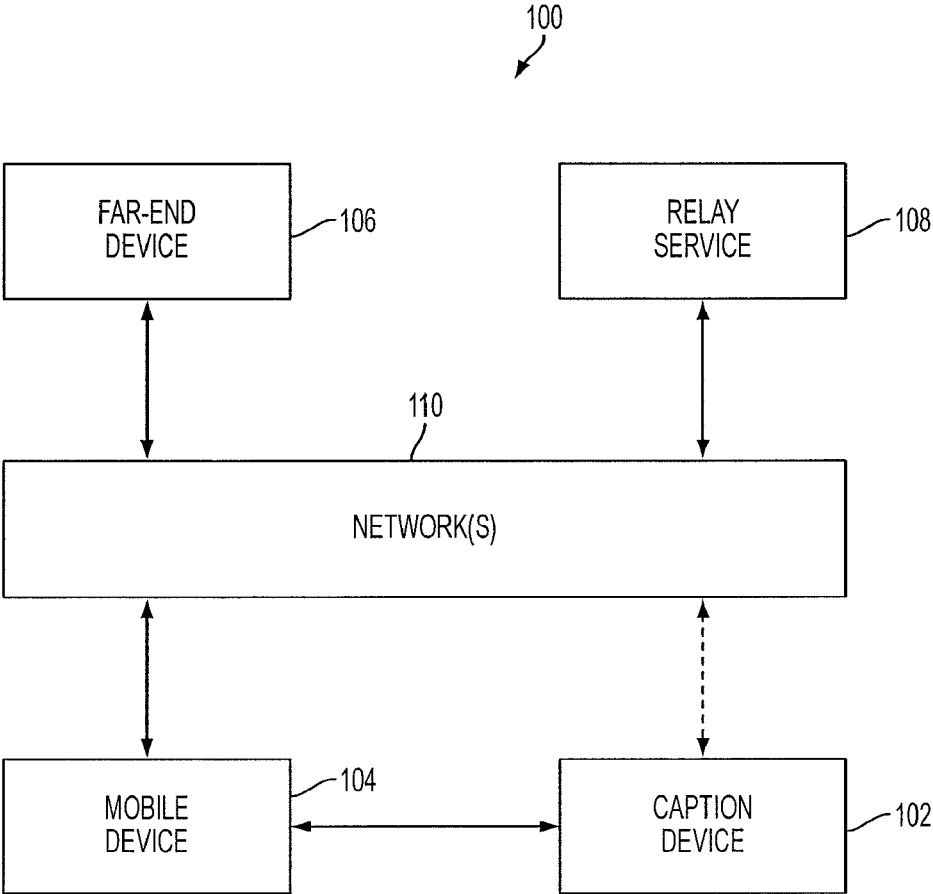 100
FAR-END
DEVICE
106
RELAY
SERVICE
108
110
NETWORK(S)
MOBILE
DEVICE
104
CAPTION
DEVICE
102